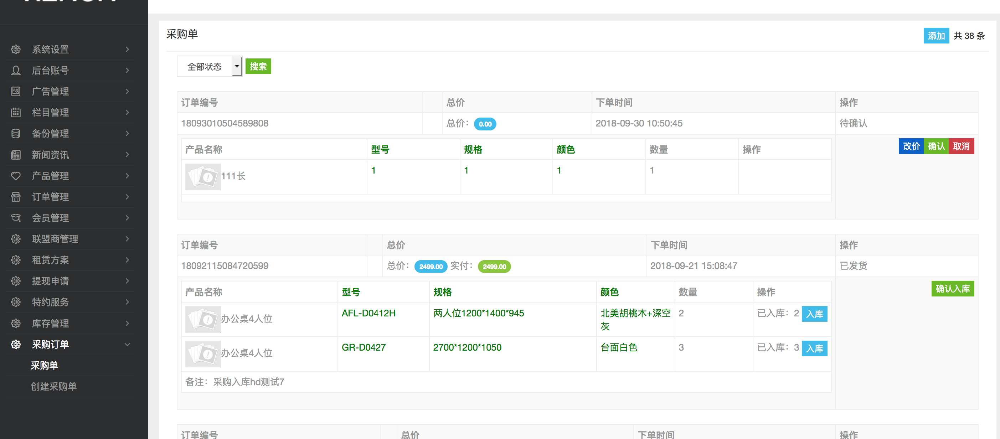 系统设置
后台账号
广告管理
栏目管理
备份管理
新闻资讯
产品管理
订单管理
会员管理
联盟商管理
租赁方案
提现申请
特约服务
库存管理
采购订单
采购单
创建采购单
采购单 添加 共 38 条
全部状态 搜索
订单编号 总价 下单时间 操作
18093010504589808 总价: 0.00 2018-09-30 10:50:45 待确认
产品名称 型号 规格 颜色 数量 操作 改价 确认 取消
111长 1 1 1 1
订单编号 总价 下单时间 操作
18092115084720599 总价: 2499.00 实付: 2499.00 2018-09-21 15:08:47 已发货
产品名称 型号 规格 颜色 数量 操作 确认入库
办公桌4人位 AFL-D0412H 两人位1200*1400*945 北美胡桃木+深空 2 已入库: 2 入库
灰
办公桌4人位 GR-D0427 2700*1200*1050 台面白色 3 已入库: 3 入库
备注: 采购入库hd测试7
订单编号 总价 下单时间 操作